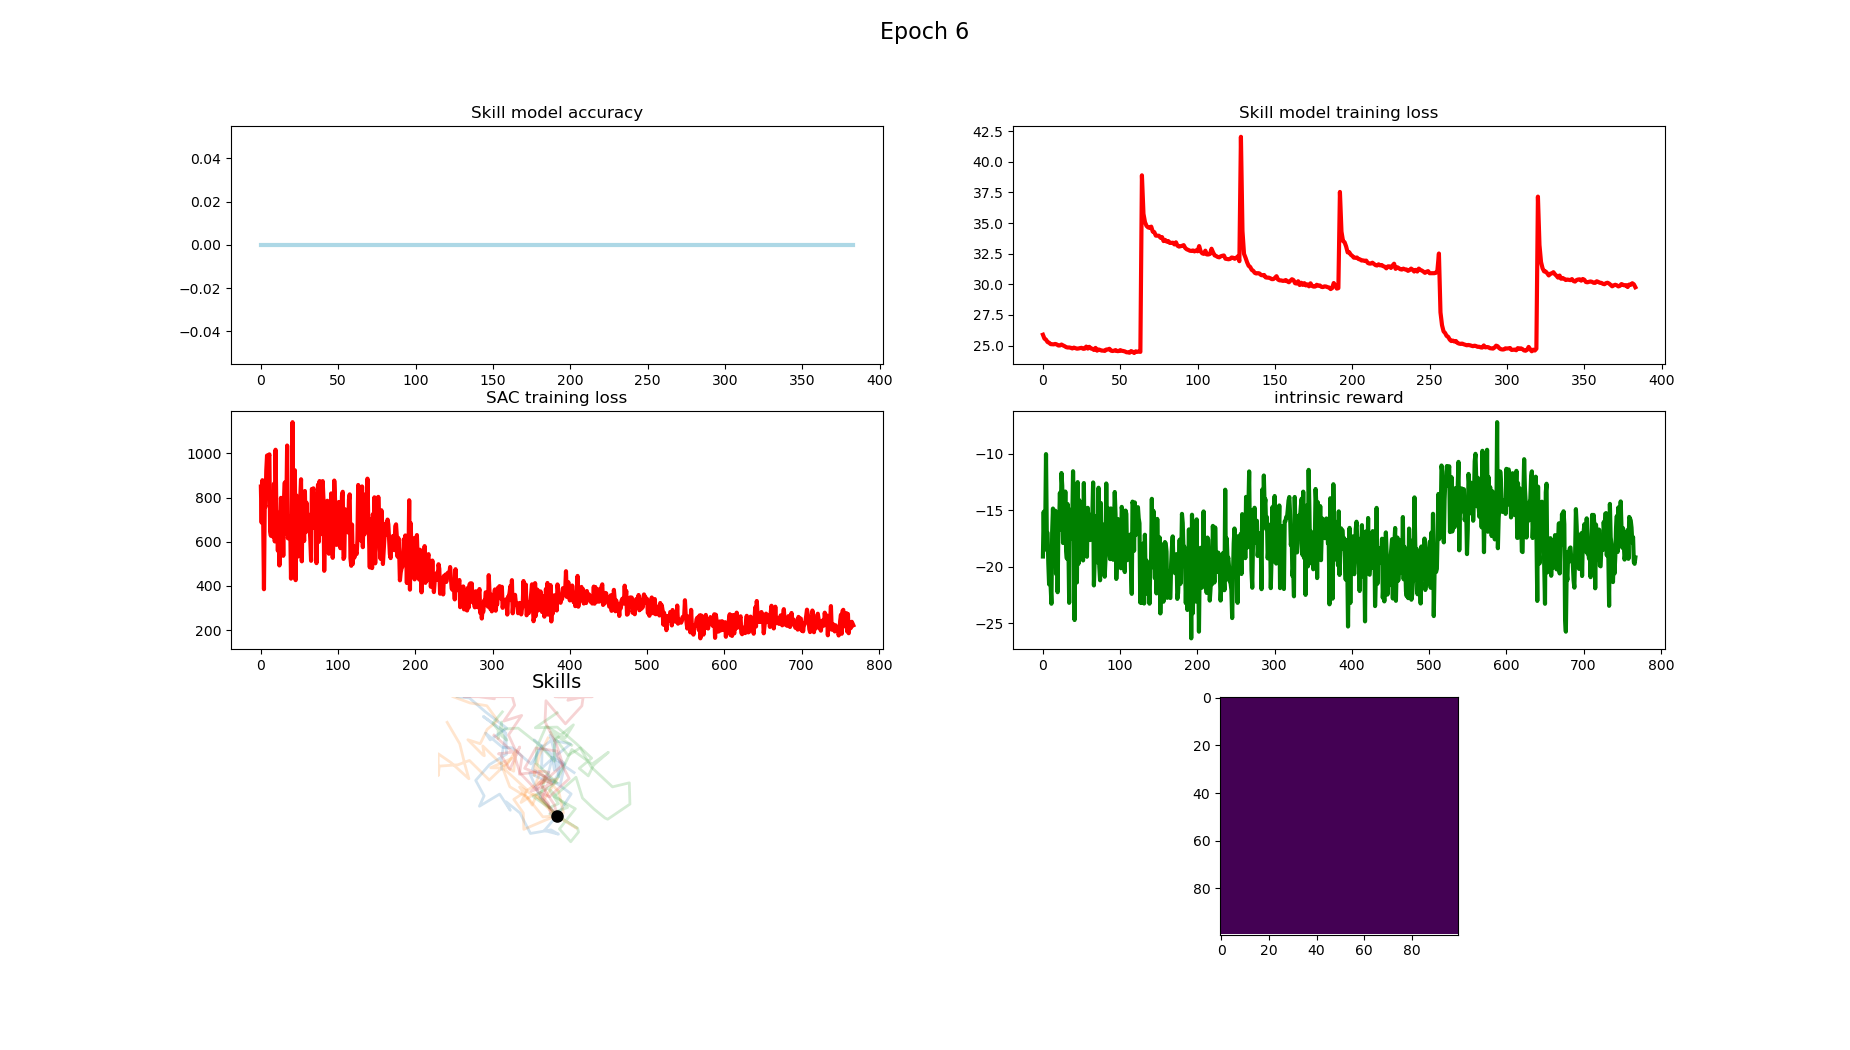 Epoch 6
Skill model accuracy
0.04
0.02
0.00
−0.02
−0.04
0 50 100 150 200 250 300 350 400
Skill model training loss
42.5
40.0
37.5
35.0
32.5
30.0
27.5
25.0
0 50 100 150 200 250 300 350 400
SAC training loss
1000
800
600
400
200
0 100 200 300 400 500 600 700 800
intrinsic reward
−10
−15
−20
−25
0 100 200 300 400 500 600 700 800
Skills
0
20
40
60
80
0 20 40 60 80